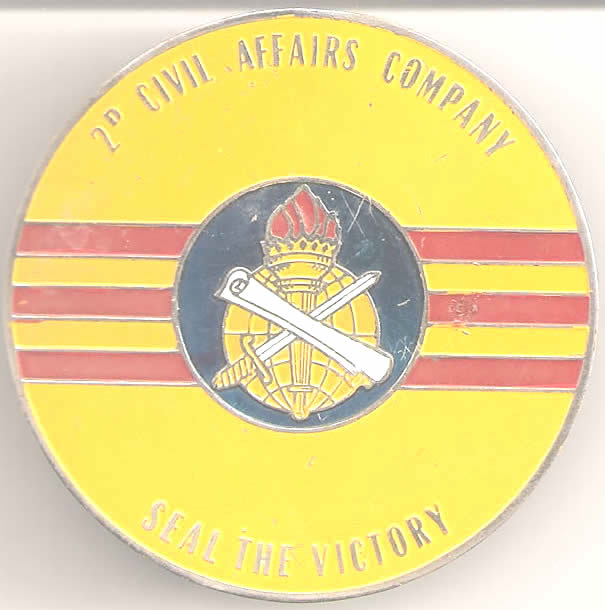 2D CIVIL AFFAIRS COMPANY
SEAL THE VICTORY